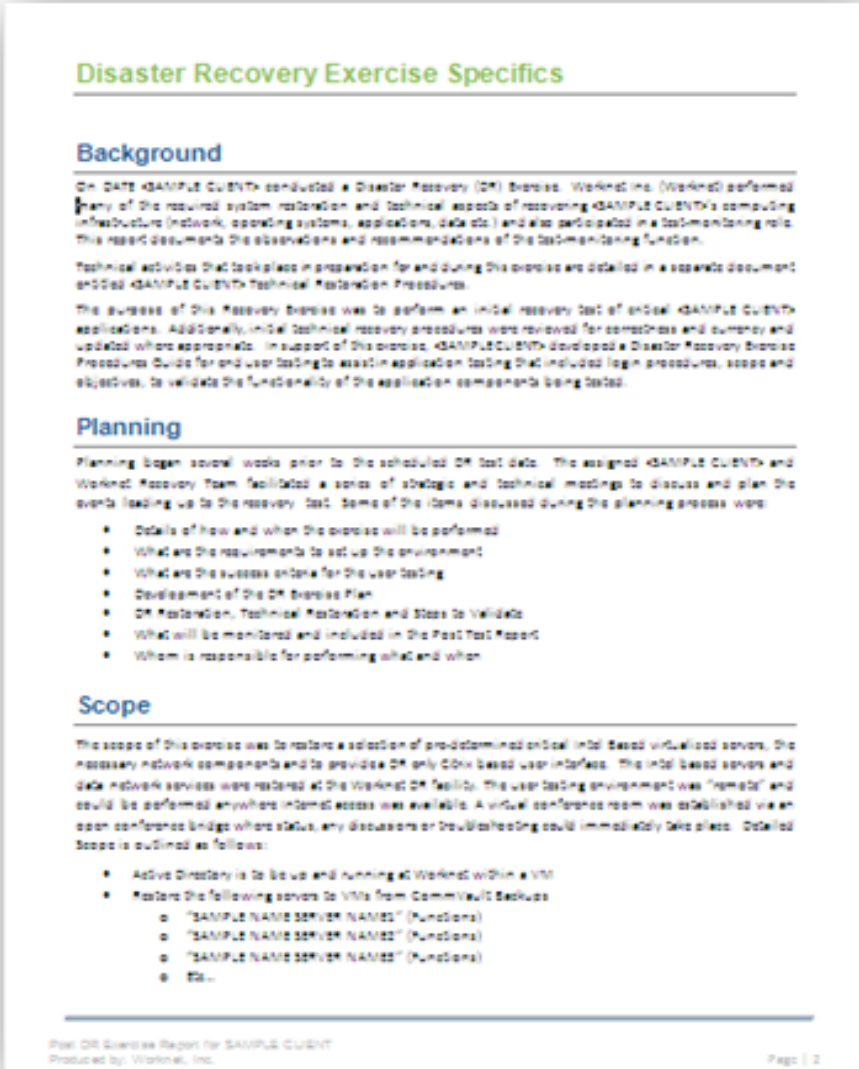 Disaster Recovery Exercise Specifics
Background
On DATE <SAMPLE CLIENT> conducted a Disaster Recovery (DR) Exercise. Worknet Inc. (Worknet) performed
many of the required system restoration and technical aspects of recovering <SAMPLE CLIENT>'s computing
infrastructure (network, operating systems, applications, data etc.) and also participated in a test-monitoring role.
This report documents the observations and recommendations of the test-monitoring function.
Technical activities that took place in preparation for and during this exercise are detailed in a separate document
entitled <SAMPLE CLIENT> Technical Restoration Procedures.
The purpose of this Recovery Exercise was to perform an initial recovery test of critical <SAMPLE CLIENT>
applications. Additionally, initial technical recovery procedures were reviewed for correctness and currency and
updated where appropriate. In support of this exercise, <SAMPLE CLIENT> developed a Disaster Recovery Exercise
Procedures Guide for end user testing to assist in application testing that included login procedures, scope and
objectives, to validate the functionality of the application components being tested.
Planning
Planning began several weeks prior to the scheduled DR test date. The assigned <SAMPLE CLIENT> and
Worknet Recovery Team facilitated a series of strategic and technical meetings to discuss and plan the
events leading up to the recovery test. Some of the items discussed during the planning process were:
• Details of how and when the exercise will be performed
• What are the requirements to set up the environment
• What are the success criteria for the user testing
• Development of the DR Exercise Plan
• DR Restoration, Technical Restoration and Steps to Validate
• What will be monitored and included in the Post Test Report
• Whom is responsible for performing what and when
Scope
The scope of this exercise was to restore a selection of pre-determined critical Intel Based virtualized servers, the
necessary network components and to provide a DR only Citrix based user interface. The Intel based servers and
data network services were restored at the Worknet DR facility. The user testing environment was "remote" and
could be performed anywhere internet access was available. A virtual conference room was established via an
open conference bridge where status, any discussions or troubleshooting could immediately take place. Detailed
Scope is outlined as follows:
• Active Directory is to be up and running at Worknet within a VM
• Restore the following servers to VMs from CommVault Backups
o "SAMPLE NAME SERVER NAME1" (Functions)
o "SAMPLE NAME SERVER NAME2" (Functions)
o "SAMPLE NAME SERVER NAME3" (Functions)
o Etc...
Post DR Exercise Report for SAMPLE CLIENT
Produced by: Worknet, Inc.
Page | 2